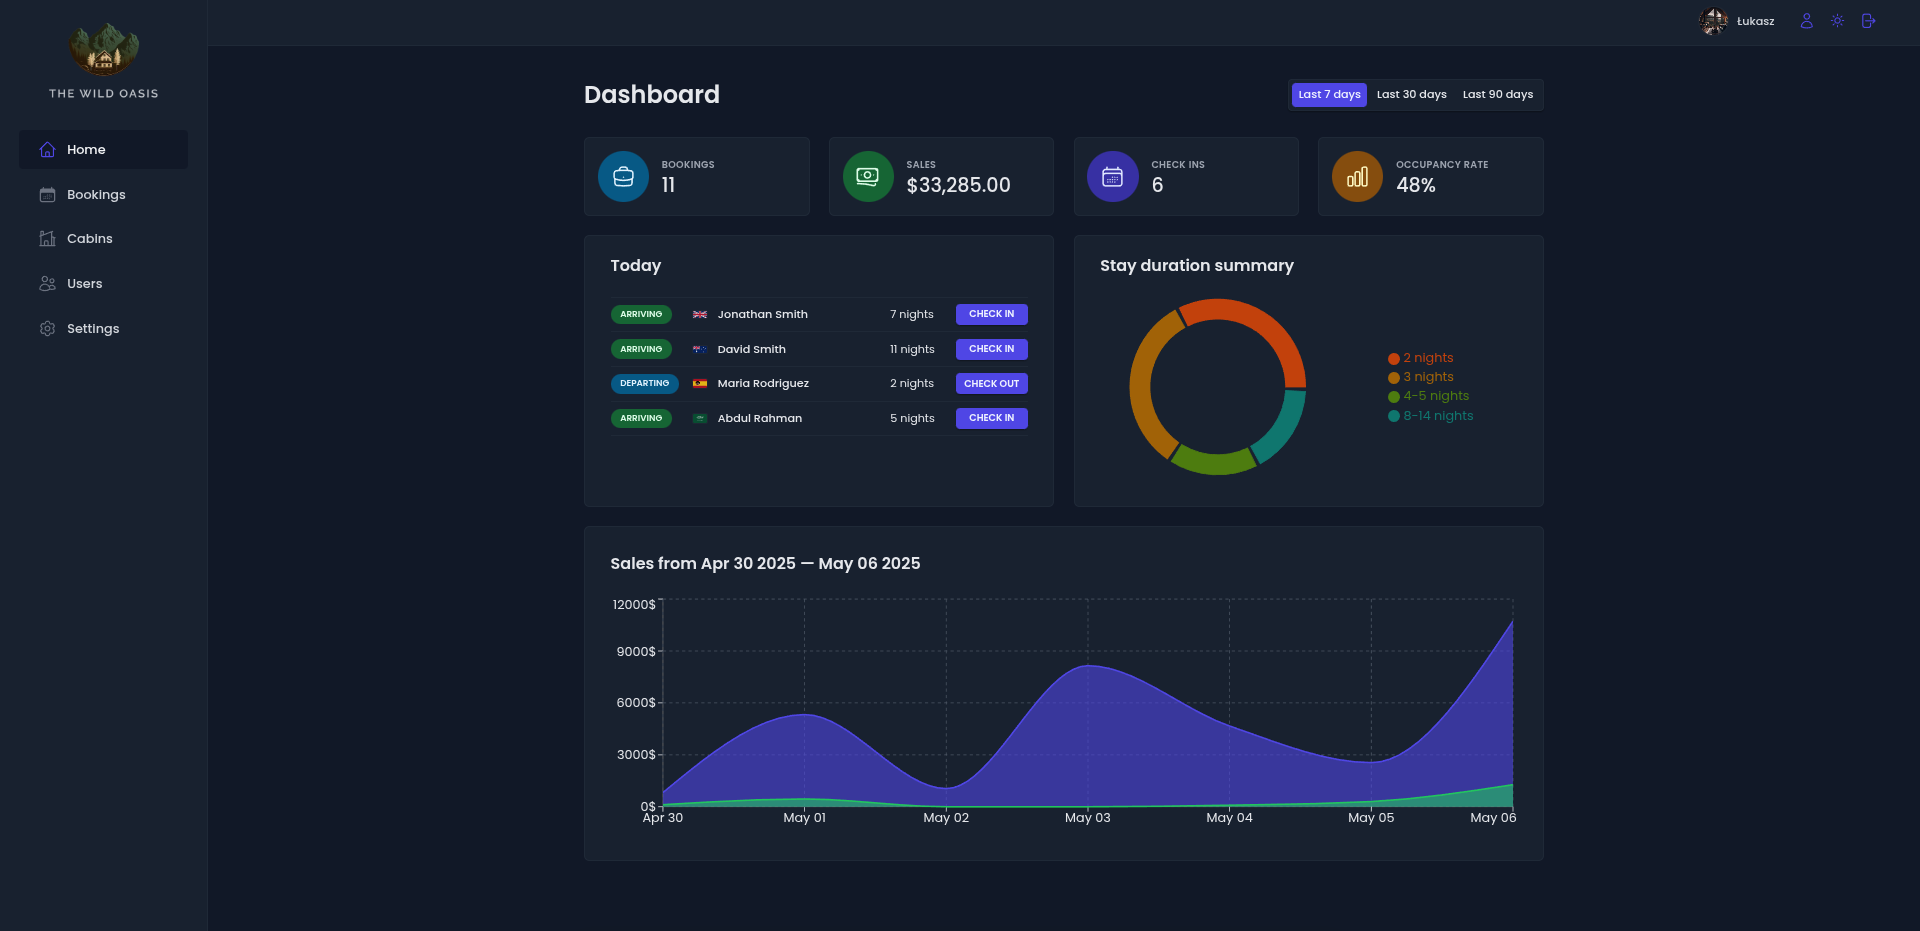 Łukasz
THE WILD OASIS
Home
Bookings
Cabins
Users
Settings
Dashboard
Last 7 days Last 30 days Last 90 days
BOOKINGS
11
SALES
$33,285.00
CHECK INS
6
OCCUPANCY RATE
48%
Today
ARRIVING Jonathan Smith 7 nights CHECK IN
ARRIVING David Smith 11 nights CHECK IN
DEPARTING Maria Rodriguez 2 nights CHECK OUT
ARRIVING Abdul Rahman 5 nights CHECK IN
Stay duration summary
2 nights
3 nights
4-5 nights
8-14 nights
Sales from Apr 30 2025 — May 06 2025
12000$
9000$
6000$
3000$
0$
Apr 30 May 01 May 02 May 03 May 04 May 05 May 06